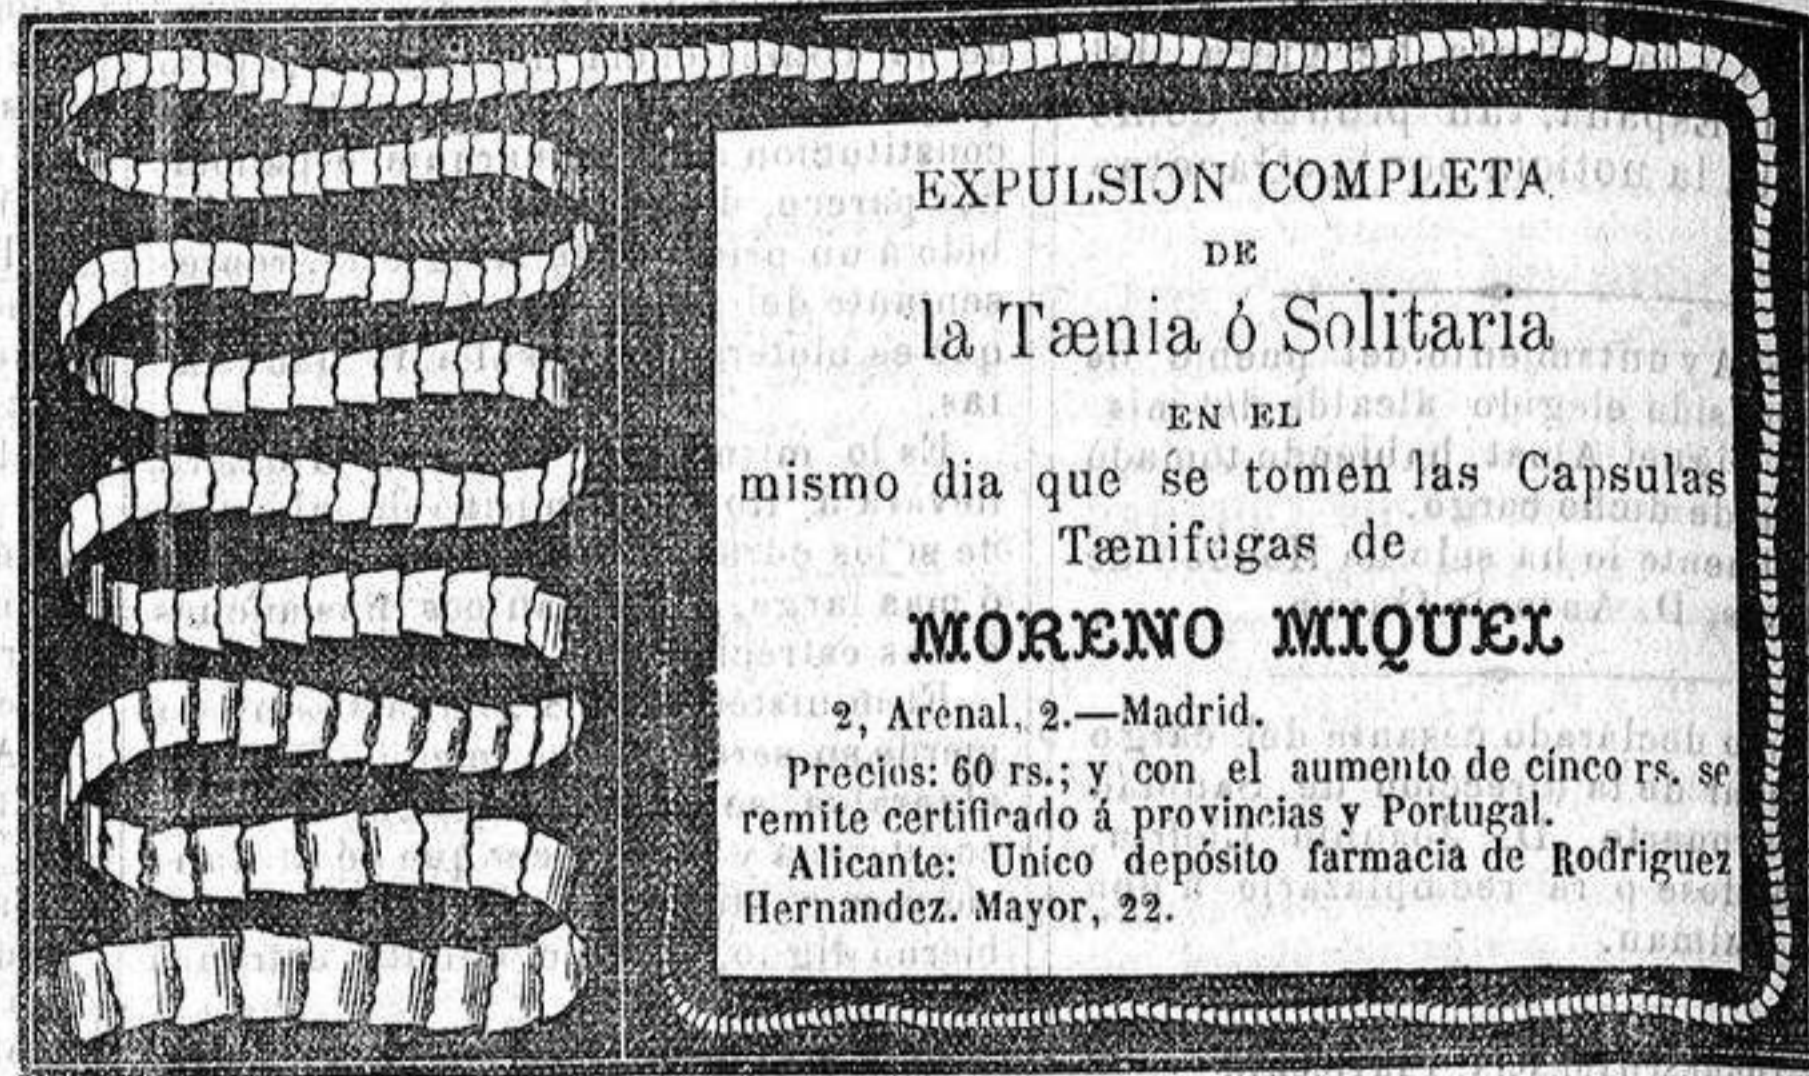 EXPULSION COMPLETA
DE
la Tænia ó Solitaria
EN EL
mismo dia que se tomen las Capsulas
Tænifugas de
MORENO MIQUEL
2, Arenal, 2.—Madrid.
Precios: 60 rs.; y con el aumento de cinco rs. se
remite certificado á provincias y Portugal.
Alicante: Unico depósito farmacia de Rodriguez
Hernandez. Mayor, 22.